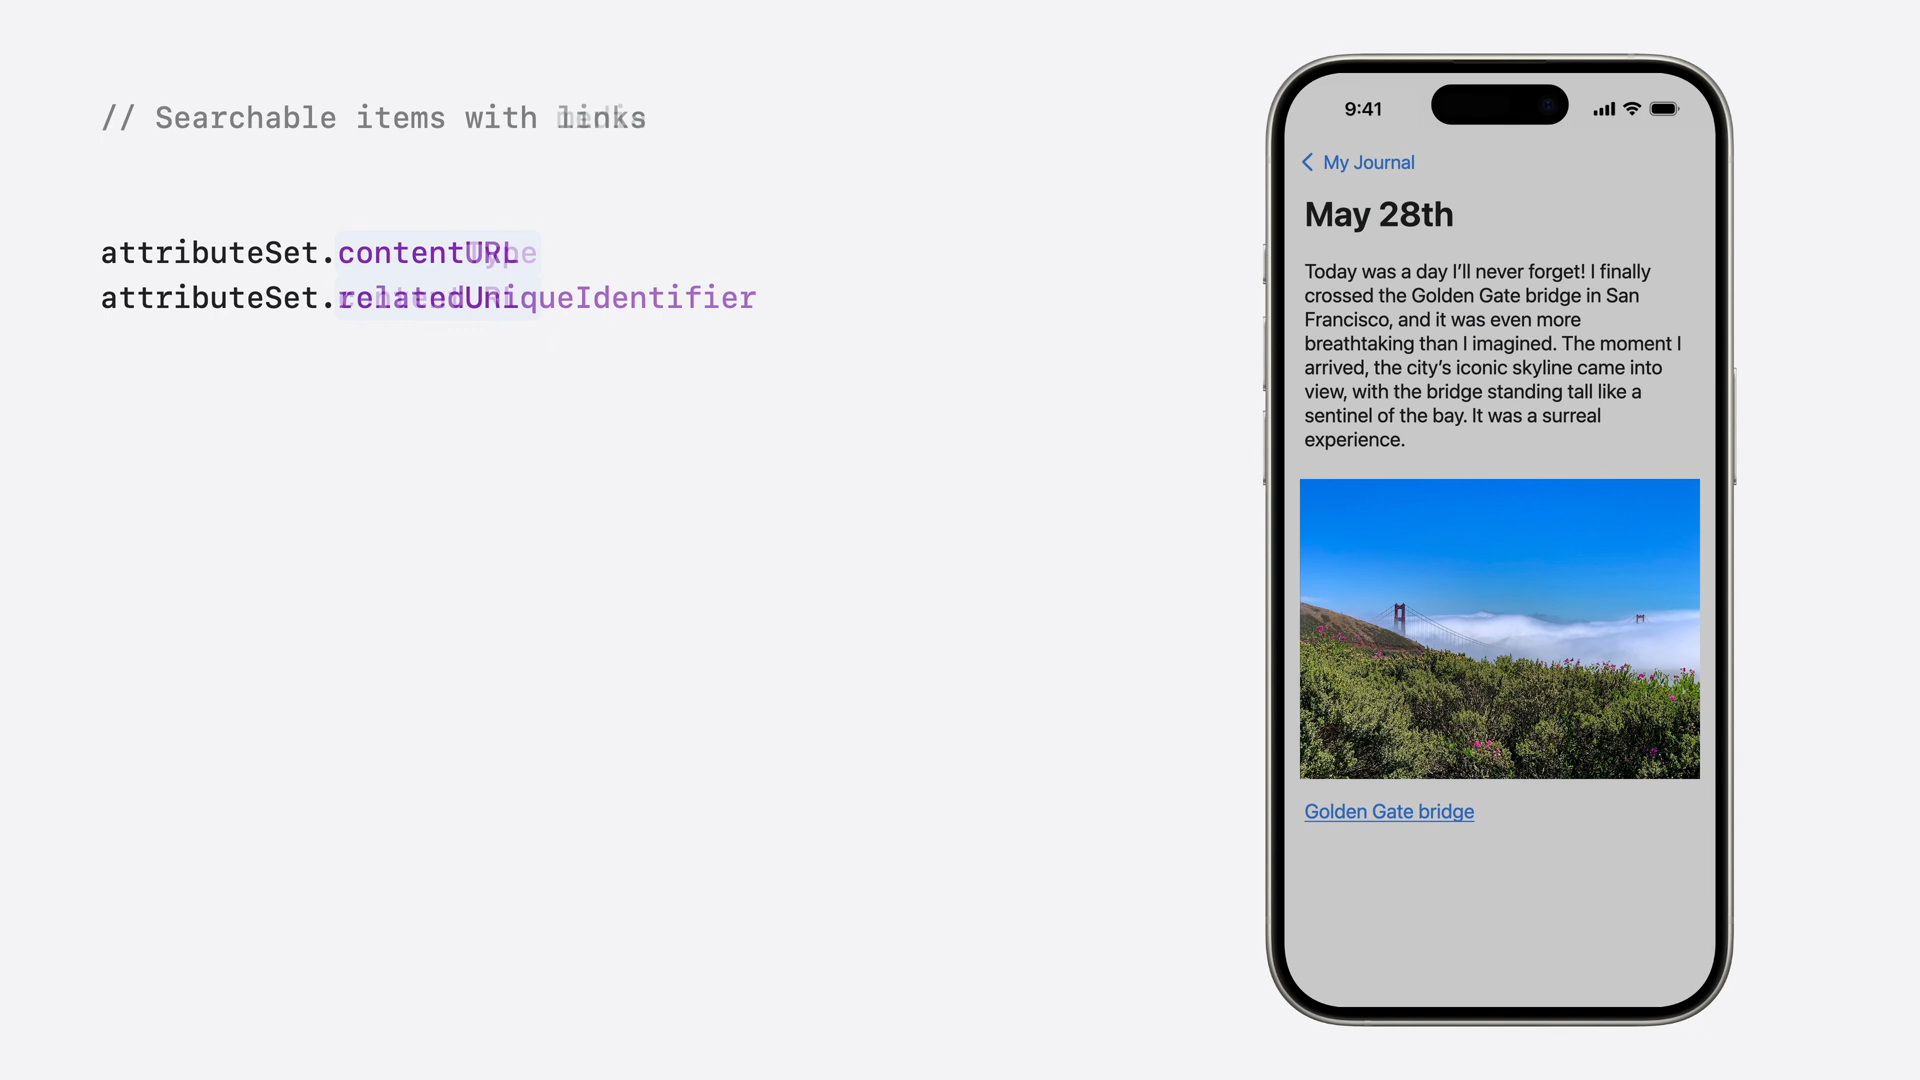 // Searchable items with links
attributeSet.contentURL
attributeSet.relatedUniqueIdentifier
9:41
My Journal
May 28th
Today was a day I’ll never forget! I finally
crossed the Golden Gate bridge in San
Francisco, and it was even more
breathtaking than I imagined. The moment I
arrived, the city’s iconic skyline came into
view, with the bridge standing tall like a
sentinel of the bay. It was a surreal
experience.
Golden Gate bridge